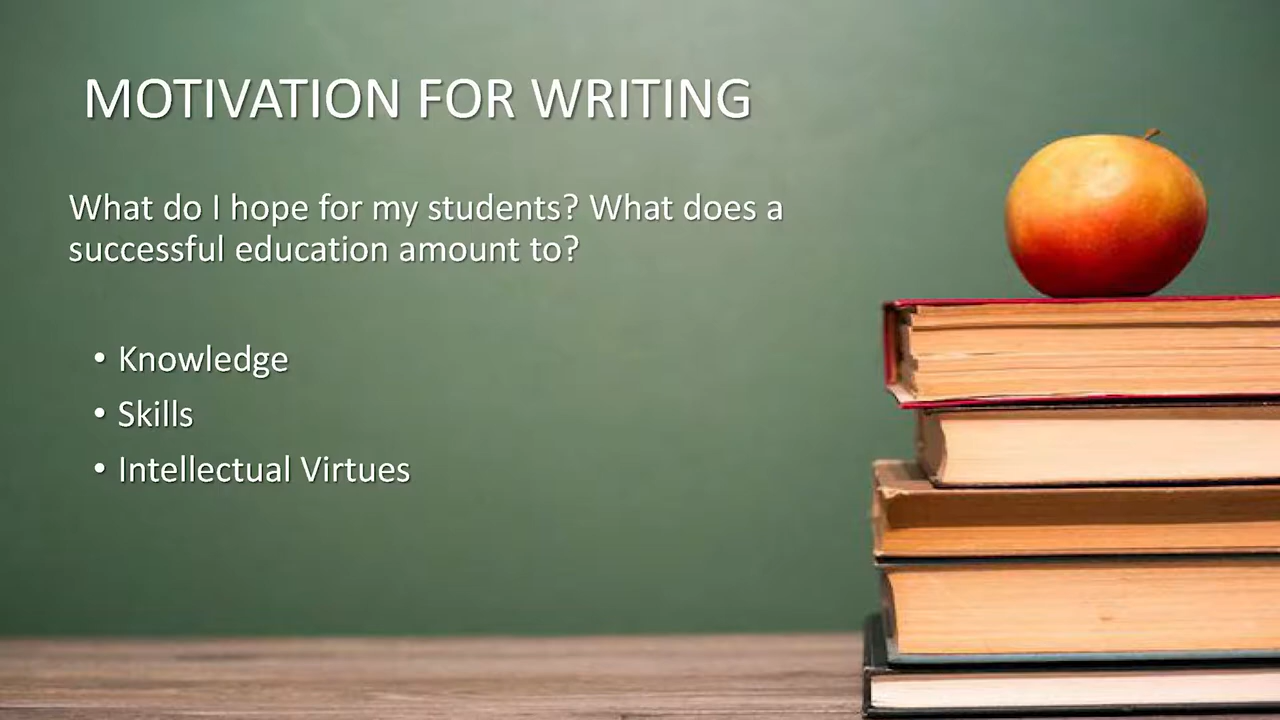 MOTIVATION FOR WRITING
What do I hope for my students? What does a
successful education amount to?
• Knowledge
• Skills
• Intellectual Virtues